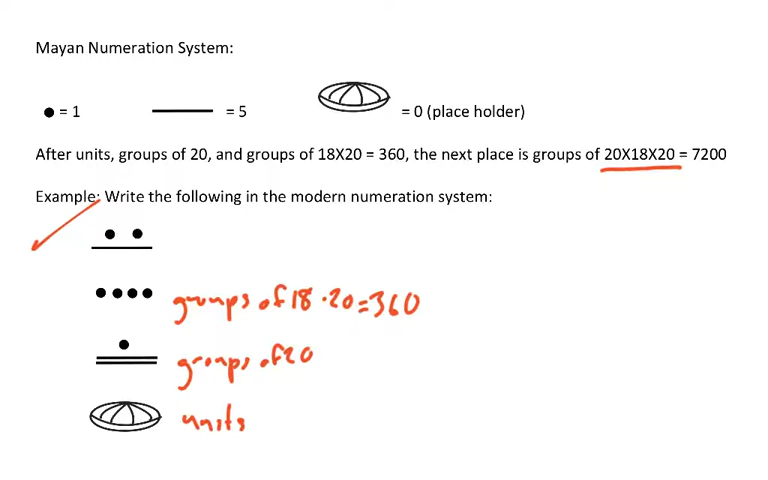 Mayan Numeration System:
= 1 = 5 = 0 (place holder)
After units, groups of 20, and groups of 18X20 = 360, the next place is groups of 20X18X20 = 7200
Example: Write the following in the modern numeration system:
groups of 18 · 20 = 360
groups of 20
units